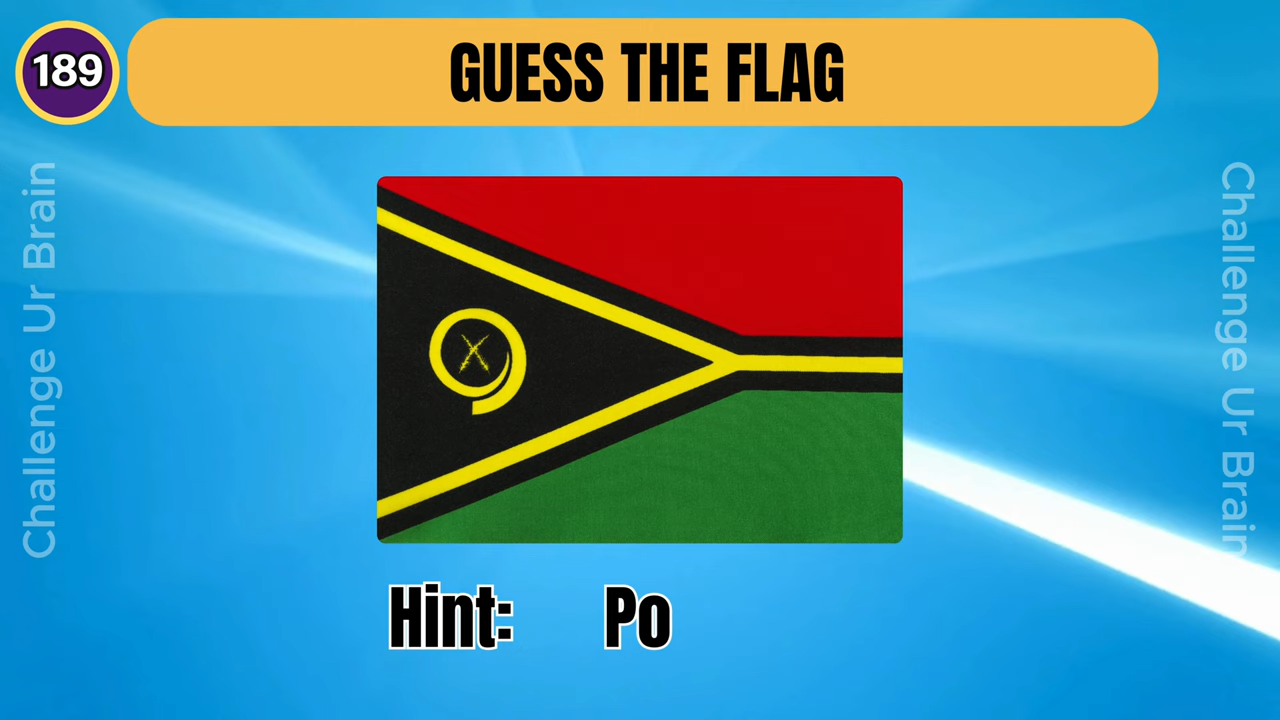 189
GUESS THE FLAG
Challenge Ur Brain
Challenge Ur Brain
Hint: Po